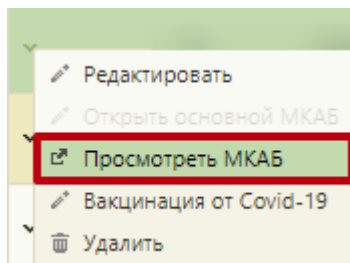 Редактировать
Открыть основной МКАБ
Просмотреть МКАБ
Вакцинация от Covid-19
Удалить